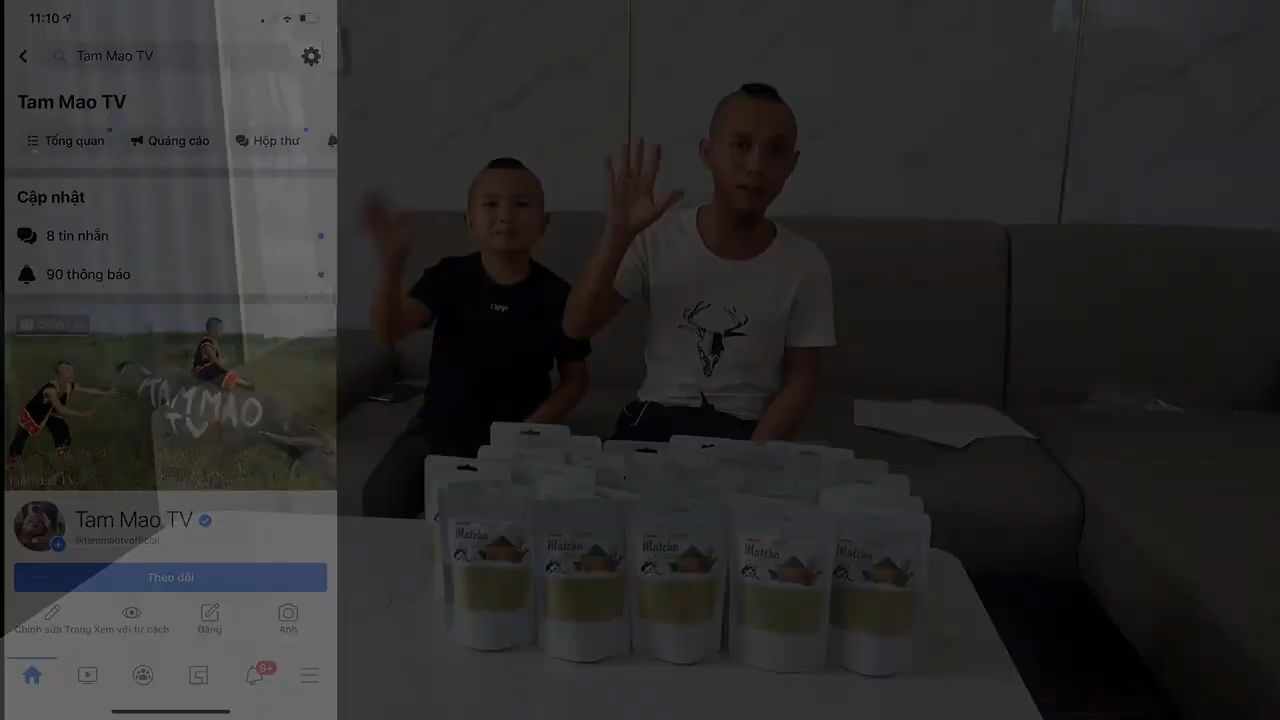 11:10
Tam Mao TV
Tam Mao TV
Tổng quan
Quảng cáo
Hộp thư
Cập nhật
8 tin nhắn
90 thông báo
TAM MAO
TV
Tam Mao TV
@tammaotvofficial
Theo dõi
Chỉnh sửa Trang
Xem với tư cách
Đăng
Ảnh
9+
Matcha
Matcha
Matcha
Matcha
Matcha